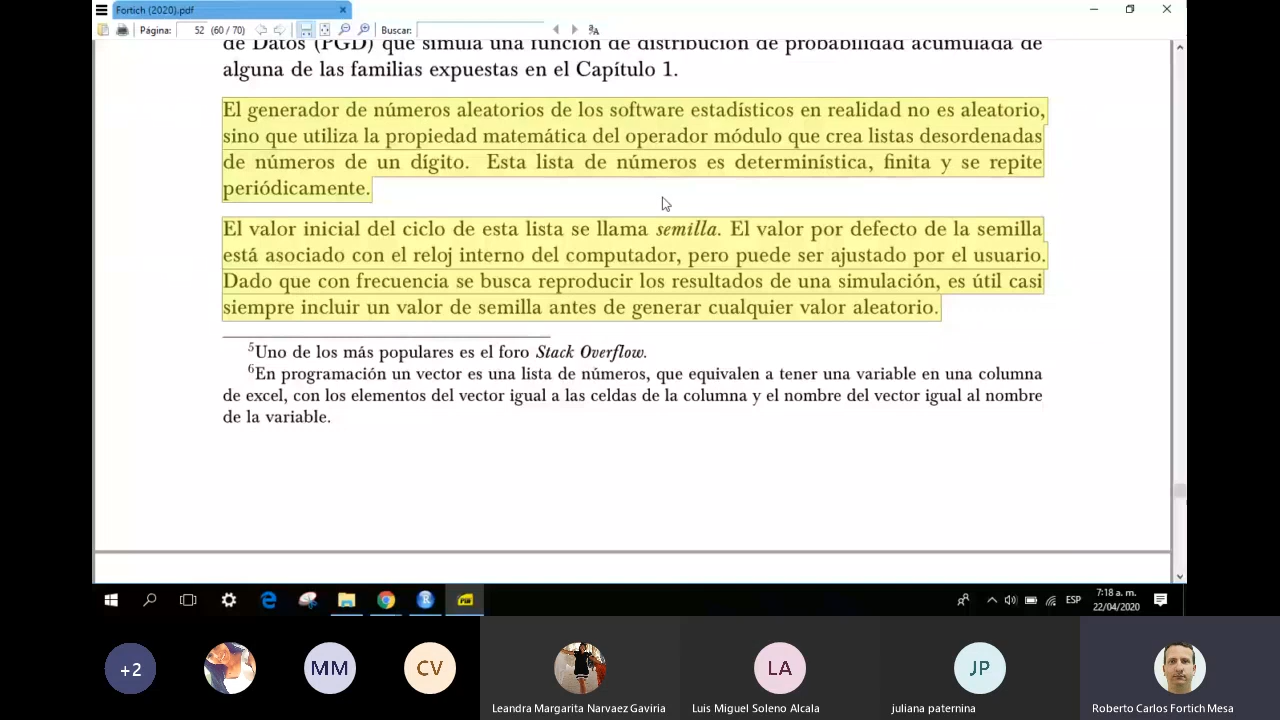 Fortich (2020).pdf
Página: 52 (60 / 70) Buscar:
de Datos (PGD) que simula una función de distribución de probabilidad acumulada de
alguna de las familias expuestas en el Capítulo 1.
El generador de números aleatorios de los software estadísticos en realidad no es aleatorio,
sino que utiliza la propiedad matemática del operador módulo que crea listas desordenadas
de números de un dígito. Esta lista de números es determinística, finita y se repite
periódicamente.
El valor inicial del ciclo de esta lista se llama semilla. El valor por defecto de la semilla
está asociado con el reloj interno del computador, pero puede ser ajustado por el usuario.
Dado que con frecuencia se busca reproducir los resultados de una simulación, es útil casi
siempre incluir un valor de semilla antes de generar cualquier valor aleatorio.
5Uno de los más populares es el foro Stack Overflow.
6En programación un vector es una lista de números, que equivalen a tener una variable en una columna
de excel, con los elementos del vector igual a las celdas de la columna y el nombre del vector igual al nombre
de la variable.
ESP
7:18 a. m.
22/04/2020
+2
MM
CV
LA
JP
Leandra Margarita Narvaez Gaviria
Luis Miguel Soleno Alcala
juliana paternina
Roberto Carlos Fortich Mesa